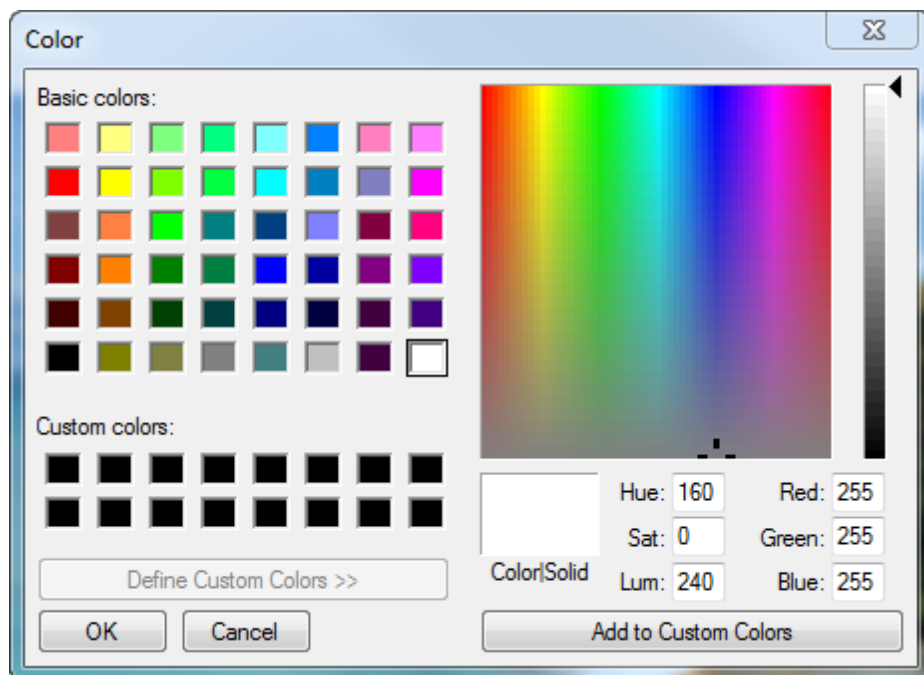 Color
Basic colors:
Custom colors:
Define Custom Colors >>
OK Cancel
Color|Solid
Hue: 160 Red: 255
Sat: 0 Green: 255
Lum: 240 Blue: 255
Add to Custom Colors